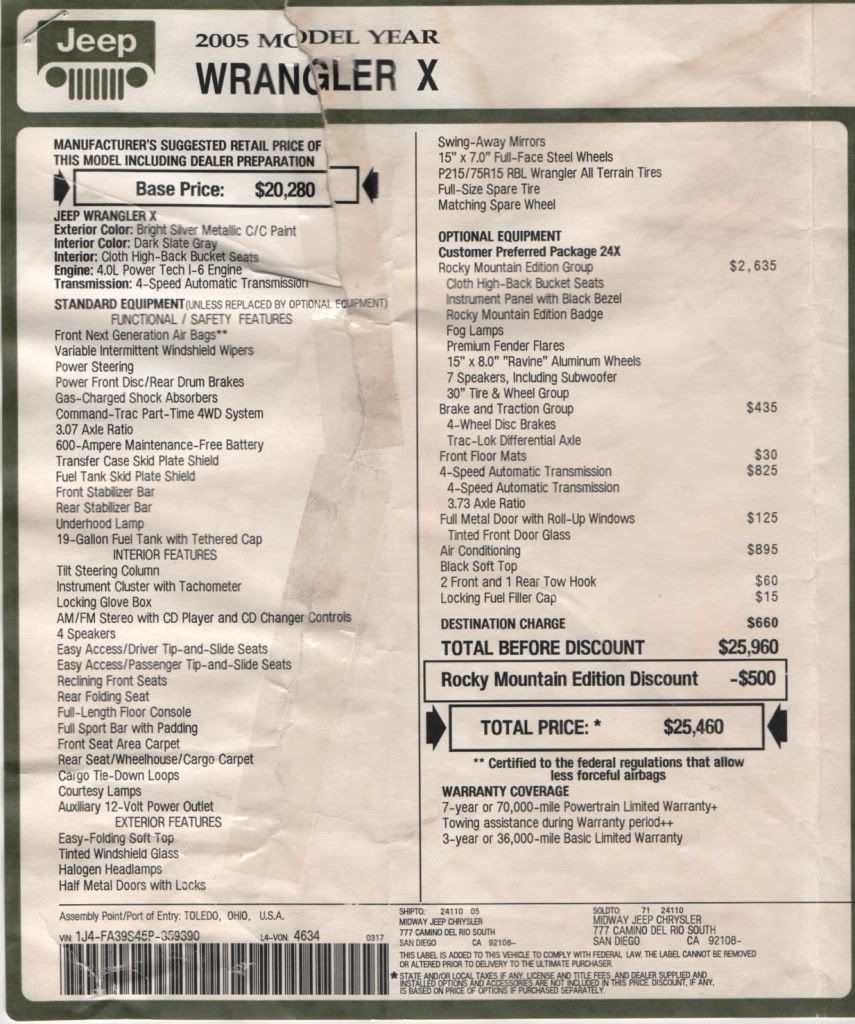 Jeep
2005 MODEL YEAR
WRANGLER X
MANUFACTURER'S SUGGESTED RETAIL PRICE OF
THIS MODEL INCLUDING DEALER PREPARATION
Base Price: $20,280
JEEP WRANGLER X
Exterior Color: Bright Silver Metallic C/C Paint
Interior Color: Dark Slate Gray
Interior: Cloth High-Back Bucket Seats
Engine: 4.0L Power Tech I-6 Engine
Transmission: 4-Speed Automatic Transmission
STANDARD EQUIPMENT (UNLESS REPLACED BY OPTIONAL EQUIPMENT)
FUNCTIONAL / SAFETY FEATURES
Front Next Generation Air Bags**
Variable Intermittent Windshield Wipers
Power Steering
Power Front Disc/Rear Drum Brakes
Gas-Charged Shock Absorbers
Command-Trac Part-Time 4WD System
3.07 Axle Ratio
600-Ampere Maintenance-Free Battery
Transfer Case Skid Plate Shield
Fuel Tank Skid Plate Shield
Front Stabilizer Bar
Rear Stabilizer Bar
Underhood Lamp
19-Gallon Fuel Tank with Tethered Cap
INTERIOR FEATURES
Tilt Steering Column
Instrument Cluster with Tachometer
Locking Glove Box
AM/FM Stereo with CD Player and CD Changer Controls
4 Speakers
Easy Access/Driver Tip-and-Slide Seats
Easy Access/Passenger Tip-and-Slide Seats
Reclining Front Seats
Rear Folding Seat
Full-Length Floor Console
Full Sport Bar with Padding
Front Seat Area Carpet
Rear Seat/Wheelhouse/Cargo Carpet
Cargo Tie-Down Loops
Courtesy Lamps
Auxiliary 12-Volt Power Outlet
EXTERIOR FEATURES
Easy-Folding Soft Top
Tinted Windshield Glass
Halogen Headlamps
Half Metal Doors with Locks
Swing-Away Mirrors
15" x 7.0" Full-Face Steel Wheels
P215/75R15 RBL Wrangler All Terrain Tires
Full-Size Spare Tire
Matching Spare Wheel
OPTIONAL EQUIPMENT
Customer Preferred Package 24X
Rocky Mountain Edition Group $2,635
Cloth High-Back Bucket Seats
Instrument Panel with Black Bezel
Rocky Mountain Edition Badge
Fog Lamps
Premium Fender Flares
15" x 8.0" "Ravine" Aluminum Wheels
7 Speakers, Including Subwoofer
30" Tire & Wheel Group
Brake and Traction Group $435
4-Wheel Disc Brakes
Trac-Lok Differential Axle
Front Floor Mats $30
4-Speed Automatic Transmission $825
4-Speed Automatic Transmission
3.73 Axle Ratio
Full Metal Door with Roll-Up Windows $125
Tinted Front Door Glass
Air Conditioning $895
Black Soft Top
2 Front and 1 Rear Tow Hook $60
Locking Fuel Filler Cap $15
DESTINATION CHARGE $660
TOTAL BEFORE DISCOUNT $25,960
Rocky Mountain Edition Discount -$500
TOTAL PRICE: * $25,460
** Certified to the federal regulations that allow
less forceful airbags
WARRANTY COVERAGE
7-year or 70,000-mile Powertrain Limited Warranty+
Towing assistance during Warranty period++
3-year or 36,000-mile Basic Limited Warranty
Assembly Point/Port of Entry: TOLEDO, OHIO, U.S.A.
VIN: 1J4-FA39S45P-359390 L4-VON: 4634 0317
SHIPTO: 24110 05
MIDWAY JEEP CHRYSLER
777 CAMINO DEL RIO SOUTH
SAN DIEGO CA 92108-
SOLDTO: 71 24110
MIDWAY JEEP CHRYSLER
777 CAMINO DEL RIO SOUTH
SAN DIEGO CA 92108-
THIS LABEL IS ADDED TO THIS VEHICLE TO COMPLY WITH FEDERAL LAW. THE LABEL CANNOT BE REMOVED
OR ALTERED PRIOR TO DELIVERY TO THE ULTIMATE PURCHASER.
* STATE AND/OR LOCAL TAXES IF ANY, LICENSE AND TITLE FEES, AND DEALER SUPPLIED AND
INSTALLED OPTIONS AND ACCESSORIES ARE NOT INCLUDED IN THIS PRICE. DISCOUNT, IF ANY,
IS BASED ON PRICE OF OPTIONS IF PURCHASED SEPARATELY.